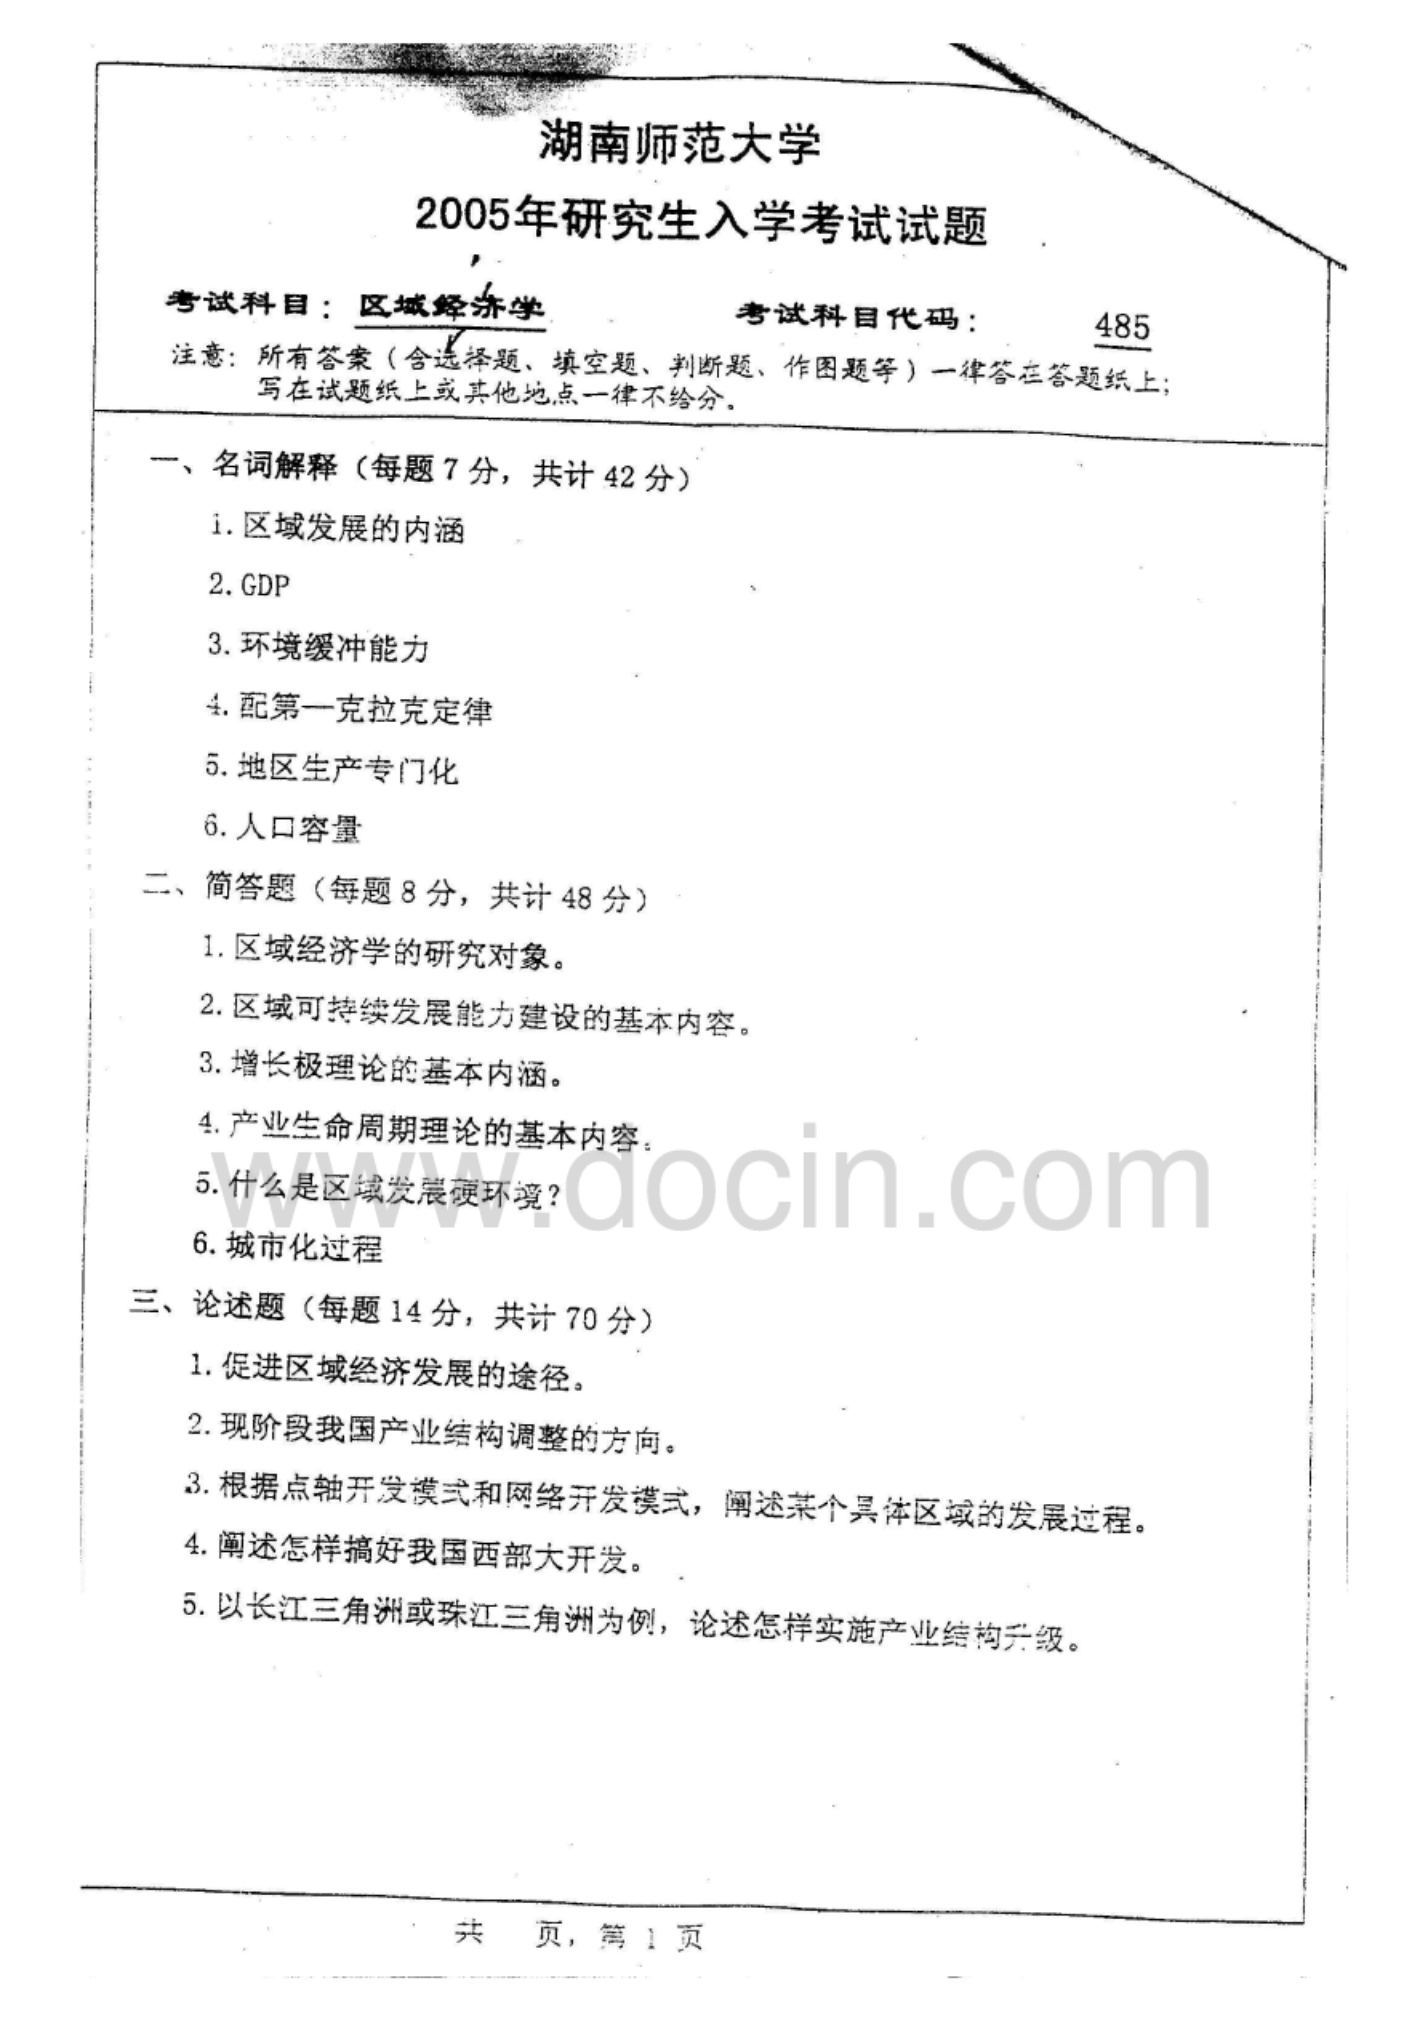 湖南师范大学
2005年研究生入学考试试题
考试科目：区域经济学 考试科目代码： 485
注意：所有答案（含选择题、填空题、判断题、作图题等）一律答在答题纸上；
写在试题纸上或其他地点一律不给分。
一、名词解释（每题7分，共计42分）
1.区域发展的内涵
2.GDP
3.环境缓冲能力
4.配第一克拉克定律
5.地区生产专门化
6.人口容量
二、简答题（每题8分，共计48分）
1.区域经济学的研究对象。
2.区域可持续发展能力建设的基本内容。
3.增长极理论的基本内涵。
4.产业生命周期理论的基本内容。
www.docin.com
5.什么是区域发展硬环境？
6.城市化过程
三、论述题（每题14分，共计70分）
1.促进区域经济发展的途径。
2.现阶段我国产业结构调整的方向。
3.根据点轴开发模式和网络开发模式，阐述某个具体区域的发展过程。
4.阐述怎样搞好我国西部大开发。
5.以长江三角洲或珠江三角洲为例，论述怎样实施产业结构升级。
共 页，第 1 页